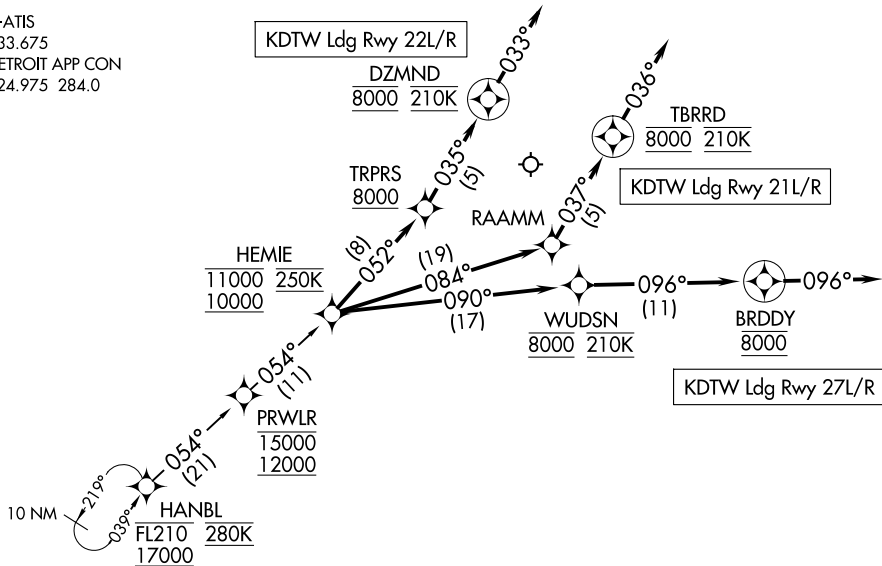 -ATIS
33.675
ETROIT APP CON
24.975 284.0
KDTW Ldg Rwy 22L/R
DZMND
8000 210K
033°
036°
TBRRD
8000 210K
KDTW Ldg Rwy 21L/R
TRPRS
8000
035°
(5)
RAAMM
037°
(5)
HEMIE
11000 250K
10000
(8)
052°
(19)
084°
090°
(17)
096°
(11)
096°
WUDSN
8000 210K
BRDDY
8000
KDTW Ldg Rwy 27L/R
054°
(11)
PRWLR
15000
12000
054°
(21)
219°
039°
10 NM
HANBL
FL210 280K
17000